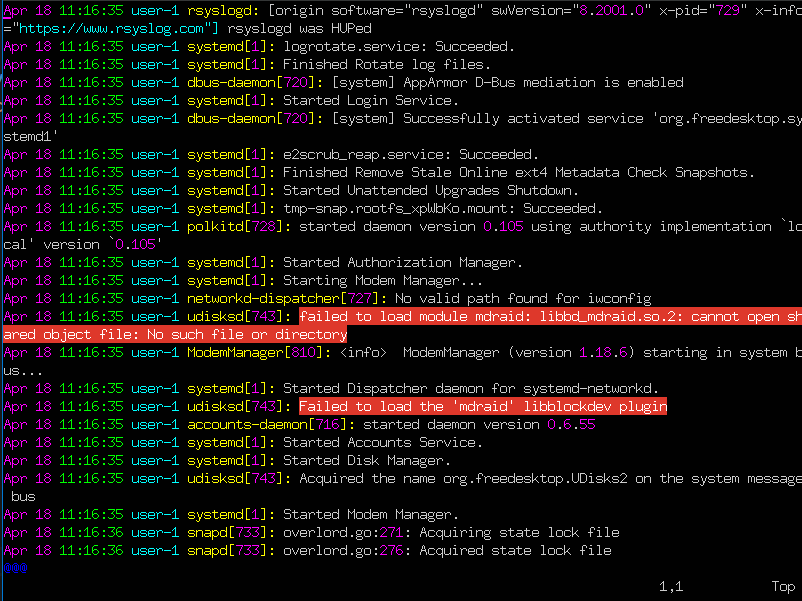 Apr 18 11:16:35 user-1 rsyslogd: [origin software="rsyslogd" swVersion="8.2001.0" x-pid="729" x-info
="https://www.rsyslog.com"] rsyslogd was HUPed
Apr 18 11:16:35 user-1 systemd[1]: logrotate.service: Succeeded.
Apr 18 11:16:35 user-1 systemd[1]: Finished Rotate log files.
Apr 18 11:16:35 user-1 dbus-daemon[720]: [system] AppArmor D-Bus mediation is enabled
Apr 18 11:16:35 user-1 systemd[1]: Started Login Service.
Apr 18 11:16:35 user-1 dbus-daemon[720]: [system] Successfully activated service 'org.freedesktop.sy
stemd1'
Apr 18 11:16:35 user-1 systemd[1]: e2scrub_reap.service: Succeeded.
Apr 18 11:16:35 user-1 systemd[1]: Finished Remove Stale Online ext4 Metadata Check Snapshots.
Apr 18 11:16:35 user-1 systemd[1]: Started Unattended Upgrades Shutdown.
Apr 18 11:16:35 user-1 systemd[1]: tmp-snap.rootfs_xpWbKo.mount: Succeeded.
Apr 18 11:16:35 user-1 polkitd[728]: started daemon version 0.105 using authority implementation `lo
cal' version `0.105'
Apr 18 11:16:35 user-1 systemd[1]: Started Authorization Manager.
Apr 18 11:16:35 user-1 systemd[1]: Starting Modem Manager...
Apr 18 11:16:35 user-1 networkd-dispatcher[727]: No valid path found for iwconfig
Apr 18 11:16:35 user-1 udisksd[743]: failed to load module mdraid: libbd_mdraid.so.2: cannot open sh
ared object file: No such file or directory
Apr 18 11:16:35 user-1 ModemManager[810]: <info>  ModemManager (version 1.18.6) starting in system b
us...
Apr 18 11:16:35 user-1 systemd[1]: Started Dispatcher daemon for systemd-networkd.
Apr 18 11:16:35 user-1 udisksd[743]: Failed to load the 'mdraid' libblockdev plugin
Apr 18 11:16:35 user-1 accounts-daemon[716]: started daemon version 0.6.55
Apr 18 11:16:35 user-1 systemd[1]: Started Accounts Service.
Apr 18 11:16:35 user-1 systemd[1]: Started Disk Manager.
Apr 18 11:16:35 user-1 udisksd[743]: Acquired the name org.freedesktop.UDisks2 on the system message
 bus
Apr 18 11:16:35 user-1 systemd[1]: Started Modem Manager.
Apr 18 11:16:36 user-1 snapd[733]: overlord.go:271: Acquiring state lock file
Apr 18 11:16:36 user-1 snapd[733]: overlord.go:276: Acquired state lock file
@@@
1,1 Top